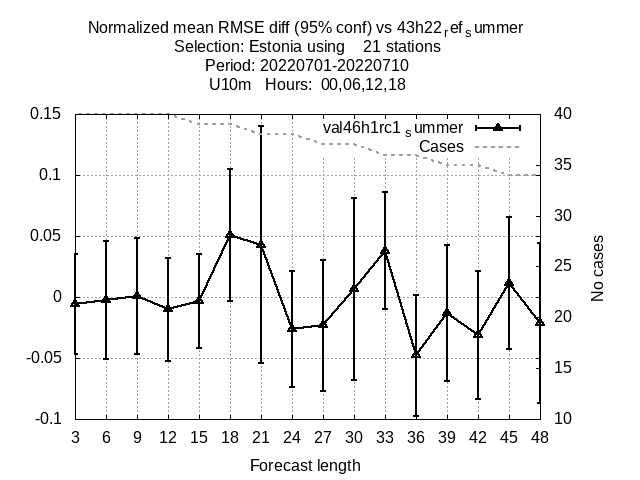 Normalized mean RMSE diff (95% conf) vs 43h22refsummer
Selection: Estonia using 21 stations
Period: 20220701-20220710
U10m Hours: 00,06,12,18
0.15
0.1
0.05
0
-0.05
-0.1
val46h1rc1summer
Cases
40
35
30
25
20
15
10
No cases
3 6 9 12 15 18 21 24 27 30 33 36 39 42 45 48
Forecast length